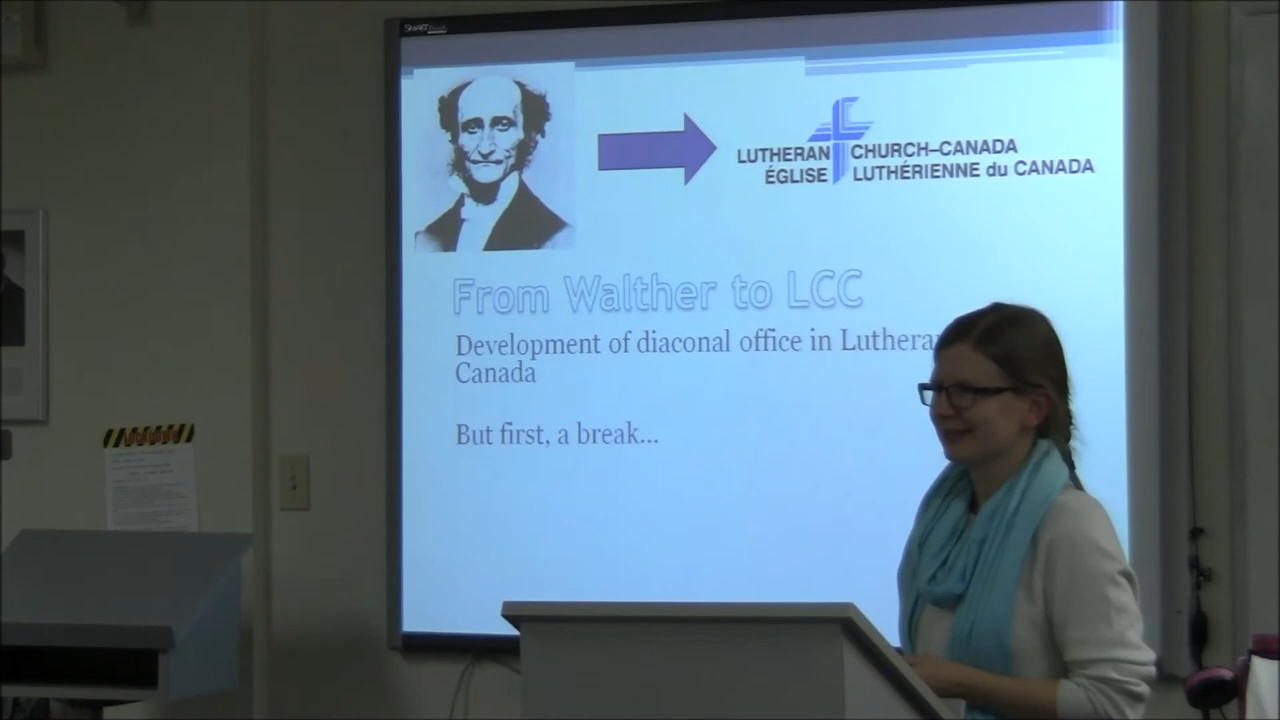 SMART
LUTHERAN CHURCH–CANADA
ÉGLISE LUTHÉRIENNE du CANADA
From Walther to LCC
Development of diaconal office in Luthera
Canada
But first, a break...